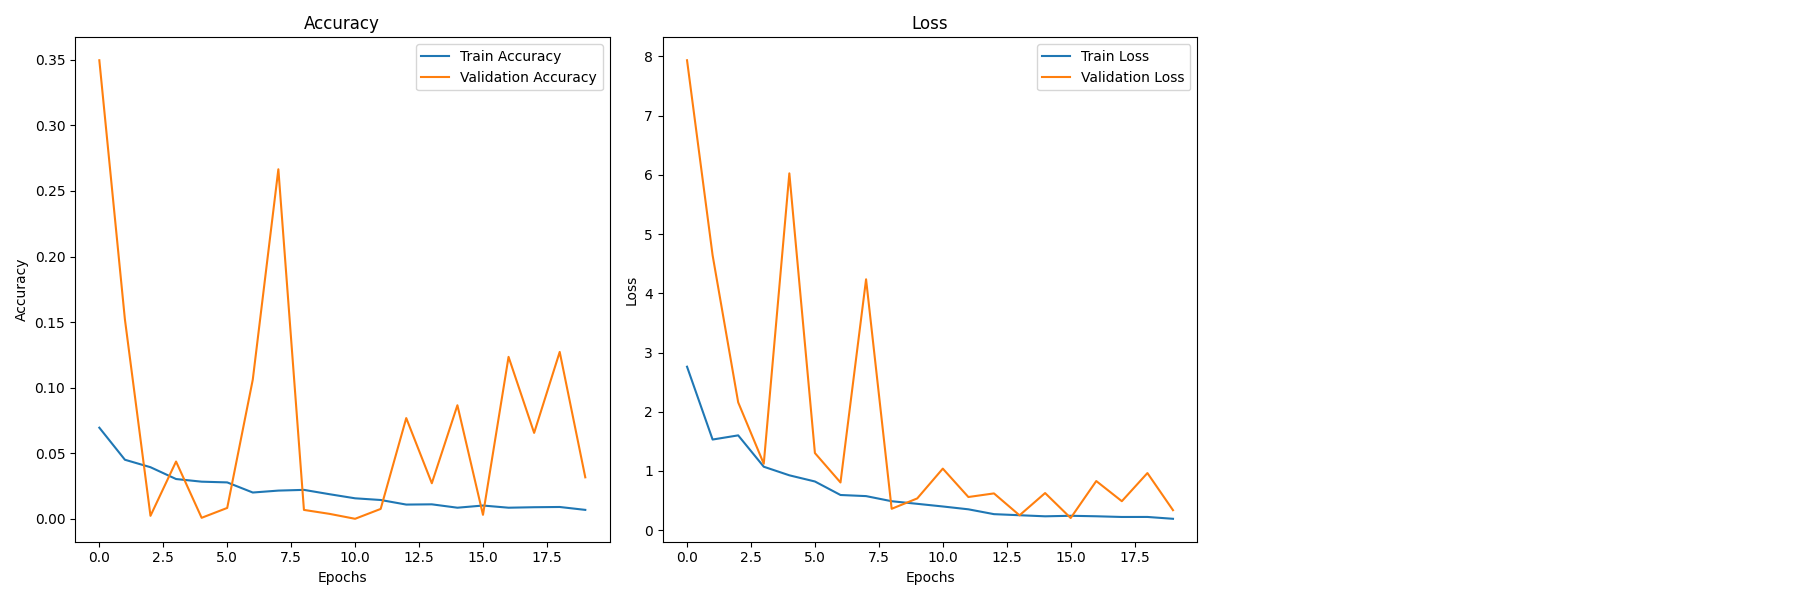 Accuracy
Train Accuracy
Validation Accuracy
0.35
0.30
0.25
0.20
0.15
0.10
0.05
0.00
Accuracy
0.0 2.5 5.0 7.5 10.0 12.5 15.0 17.5
Epochs
Loss
Train Loss
Validation Loss
8
7
6
5
4
3
2
1
0
Loss
0.0 2.5 5.0 7.5 10.0 12.5 15.0 17.5
Epochs